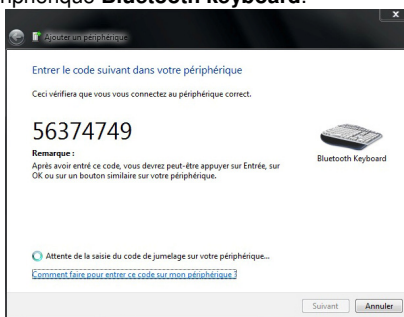 riphérique Bluetooth keyboard.
x
Ajouter un périphérique
Entrer le code suivant dans votre périphérique
Ceci vérifiera que vous vous connectez au périphérique correct.
56374749
Remarque :
Après avoir entré ce code, vous devrez peut-être appuyer sur Entrée, sur
OK ou sur un bouton similaire sur votre périphérique.
Bluetooth Keyboard
Attente de la saisie du code de jumelage sur votre périphérique...
Comment faire pour entrer ce code sur mon périphérique ?
Suivant
Annuler